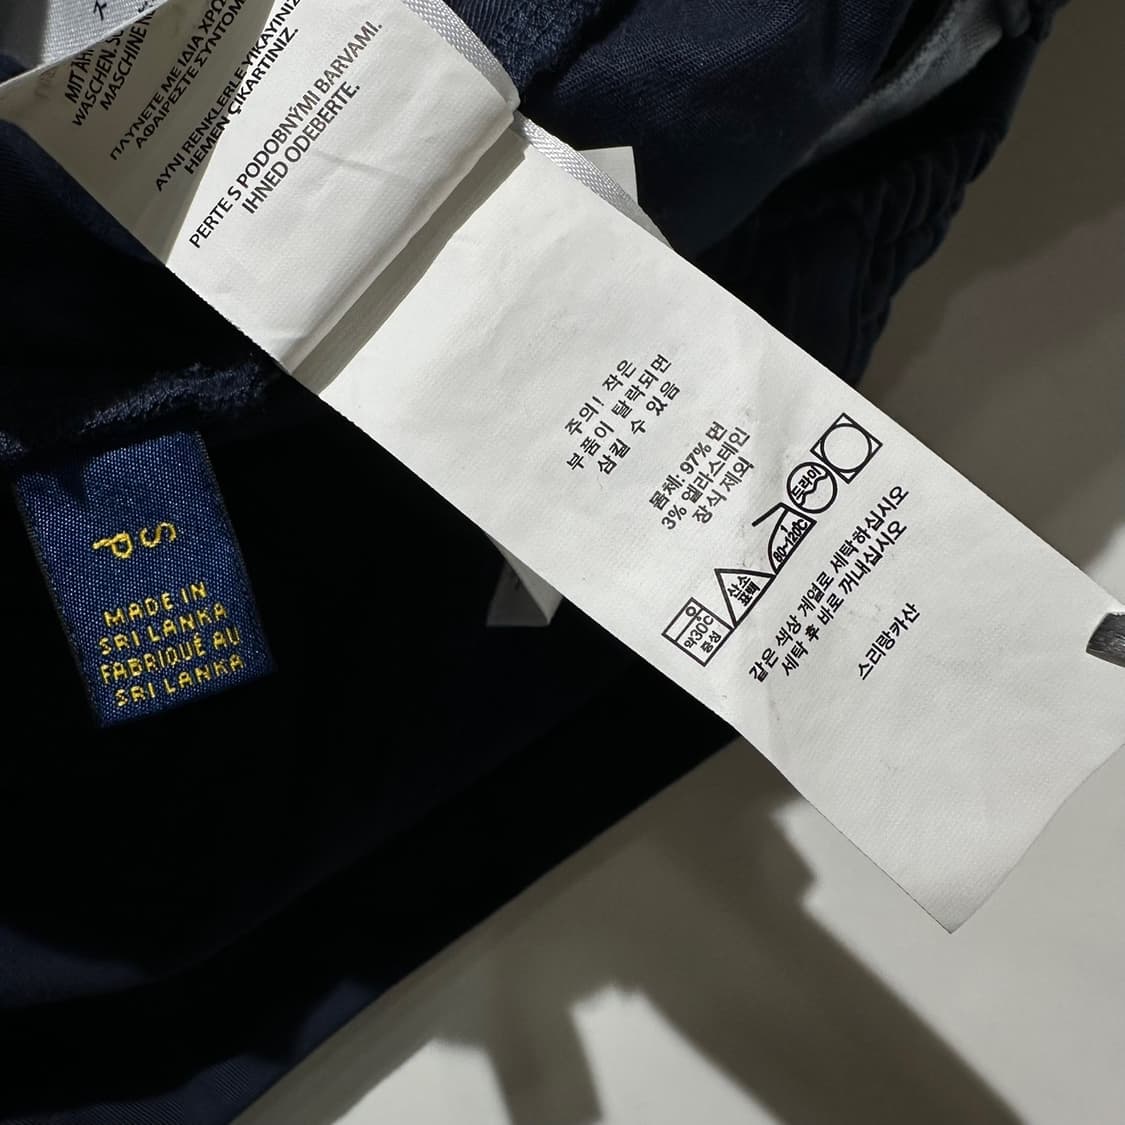 MIT ÄH
WASCHEN. S
MASCHINE N
ΠΛΥΝΕΤΕ ΜΕ ΙΔΙΑ ΧΡΩ
ΑΦΑΙΡΕΣΤΕ ΣΥΝΤΟΜ
AYNI RENKLERLE YIKAYINIZ
HEMEN ÇIKARTINIZ.
PERTE S PODOBNÝMI BARVAMI.
IHNED ODEBERTE.
주의! 작은
부품이 탈락되면
삼킬 수 있음
몸체: 97% 면
3% 엘라스테인
장식 제외
약30℃
중성
산소
표백
80~120℃
드라이
같은 색상 계열로 세탁하십시오
세탁 후 바로 꺼내십시오
스리랑카산
S
P
MADE IN
SRI LANKA
FABRIQUÉ AU
SRI LANKA